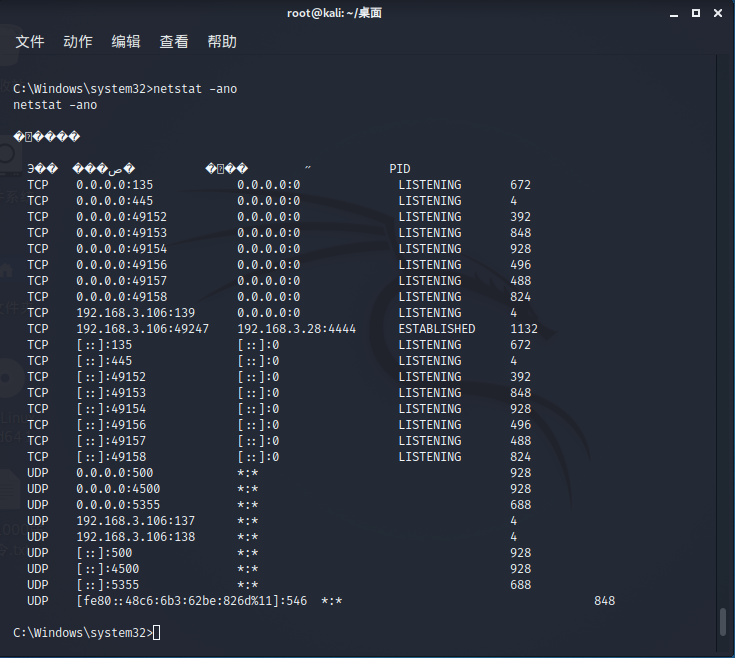 root@kali: ~/桌面
文件 动作 编辑 查看 帮助
C:\Windows\system32>netstat -ano
netstat -ano
PID
TCP 0.0.0.0:135 0.0.0.0:0 LISTENING 672
TCP 0.0.0.0:445 0.0.0.0:0 LISTENING 4
TCP 0.0.0.0:49152 0.0.0.0:0 LISTENING 392
TCP 0.0.0.0:49153 0.0.0.0:0 LISTENING 848
TCP 0.0.0.0:49154 0.0.0.0:0 LISTENING 928
TCP 0.0.0.0:49156 0.0.0.0:0 LISTENING 496
TCP 0.0.0.0:49157 0.0.0.0:0 LISTENING 488
TCP 0.0.0.0:49158 0.0.0.0:0 LISTENING 824
TCP 192.168.3.106:139 0.0.0.0:0 LISTENING 4
TCP 192.168.3.106:49247 192.168.3.28:4444 ESTABLISHED 1132
TCP [::]:135 [::]:0 LISTENING 672
TCP [::]:445 [::]:0 LISTENING 4
TCP [::]:49152 [::]:0 LISTENING 392
TCP [::]:49153 [::]:0 LISTENING 848
TCP [::]:49154 [::]:0 LISTENING 928
TCP [::]:49156 [::]:0 LISTENING 496
TCP [::]:49157 [::]:0 LISTENING 488
TCP [::]:49158 [::]:0 LISTENING 824
UDP 0.0.0.0:500 *:* 928
UDP 0.0.0.0:4500 *:* 928
UDP 0.0.0.0:5355 *:* 688
UDP 192.168.3.106:137 *:* 4
UDP 192.168.3.106:138 *:* 4
UDP [::]:500 *:* 928
UDP [::]:4500 *:* 928
UDP [::]:5355 *:* 688
UDP [fe80::48c6:6b3:62be:826d%11]:546 *:* 848
C:\Windows\system32>